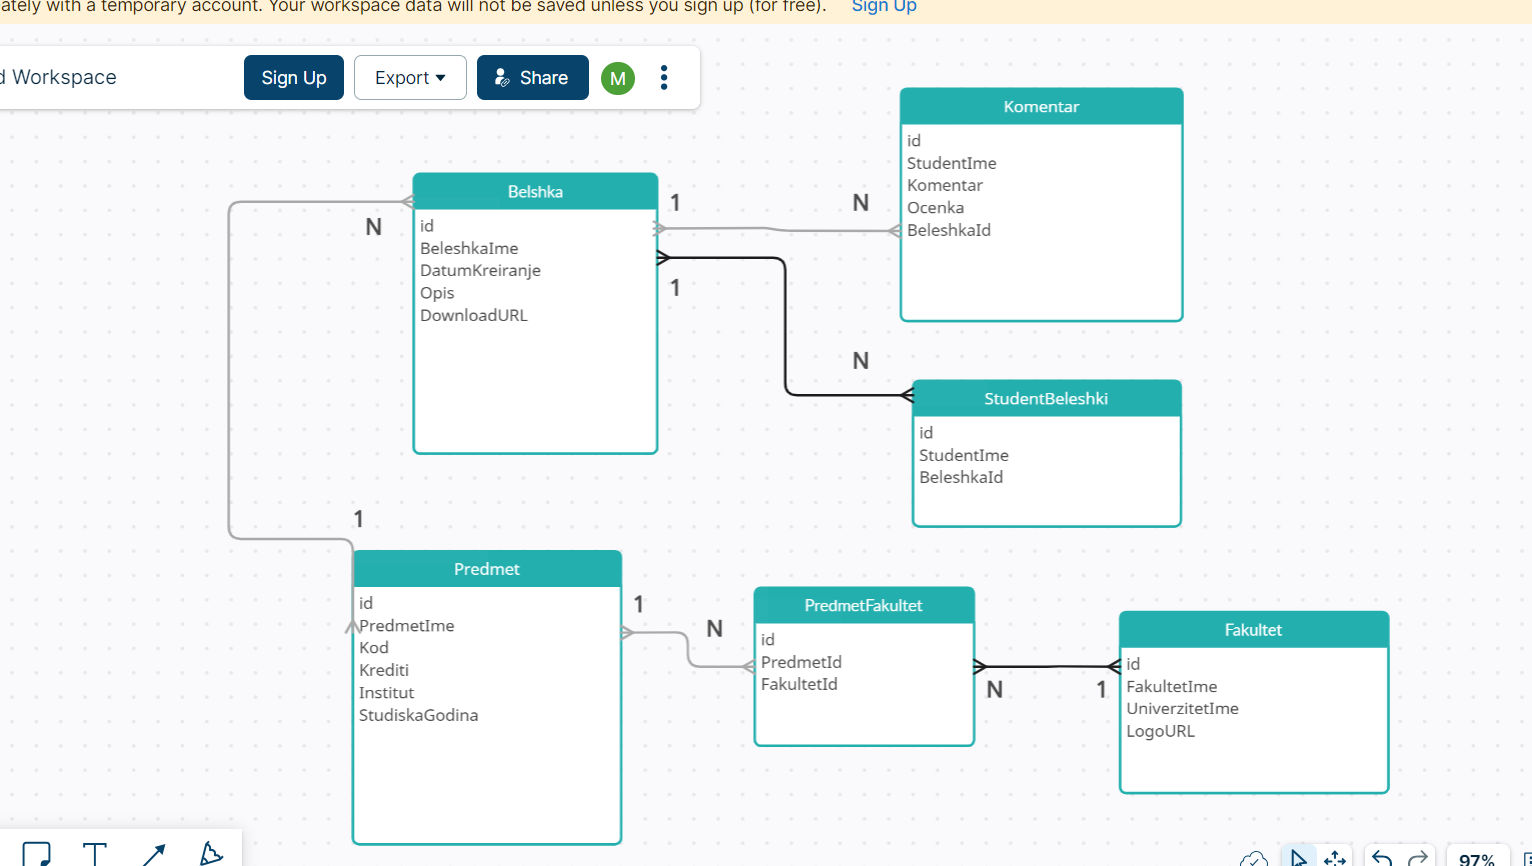 ately with a temporary account. Your workspace data will not be saved unless you sign up (for free). Sign Up
d Workspace
Sign Up
Export
Share
M
Komentar
id
StudentIme
Komentar
Ocenka
BeleshkaId
Belshka
id
BeleshkaIme
DatumKreiranje
Opis
DownloadURL
1
N
N
1
N
StudentBeleshki
id
StudentIme
BeleshkaId
1
Predmet
id
PredmetIme
Kod
Krediti
Institut
StudiskaGodina
1
N
PredmetFakultet
id
PredmetId
FakultetId
N
1
Fakultet
id
FakultetIme
UniverzitetIme
LogoURL
T
97%